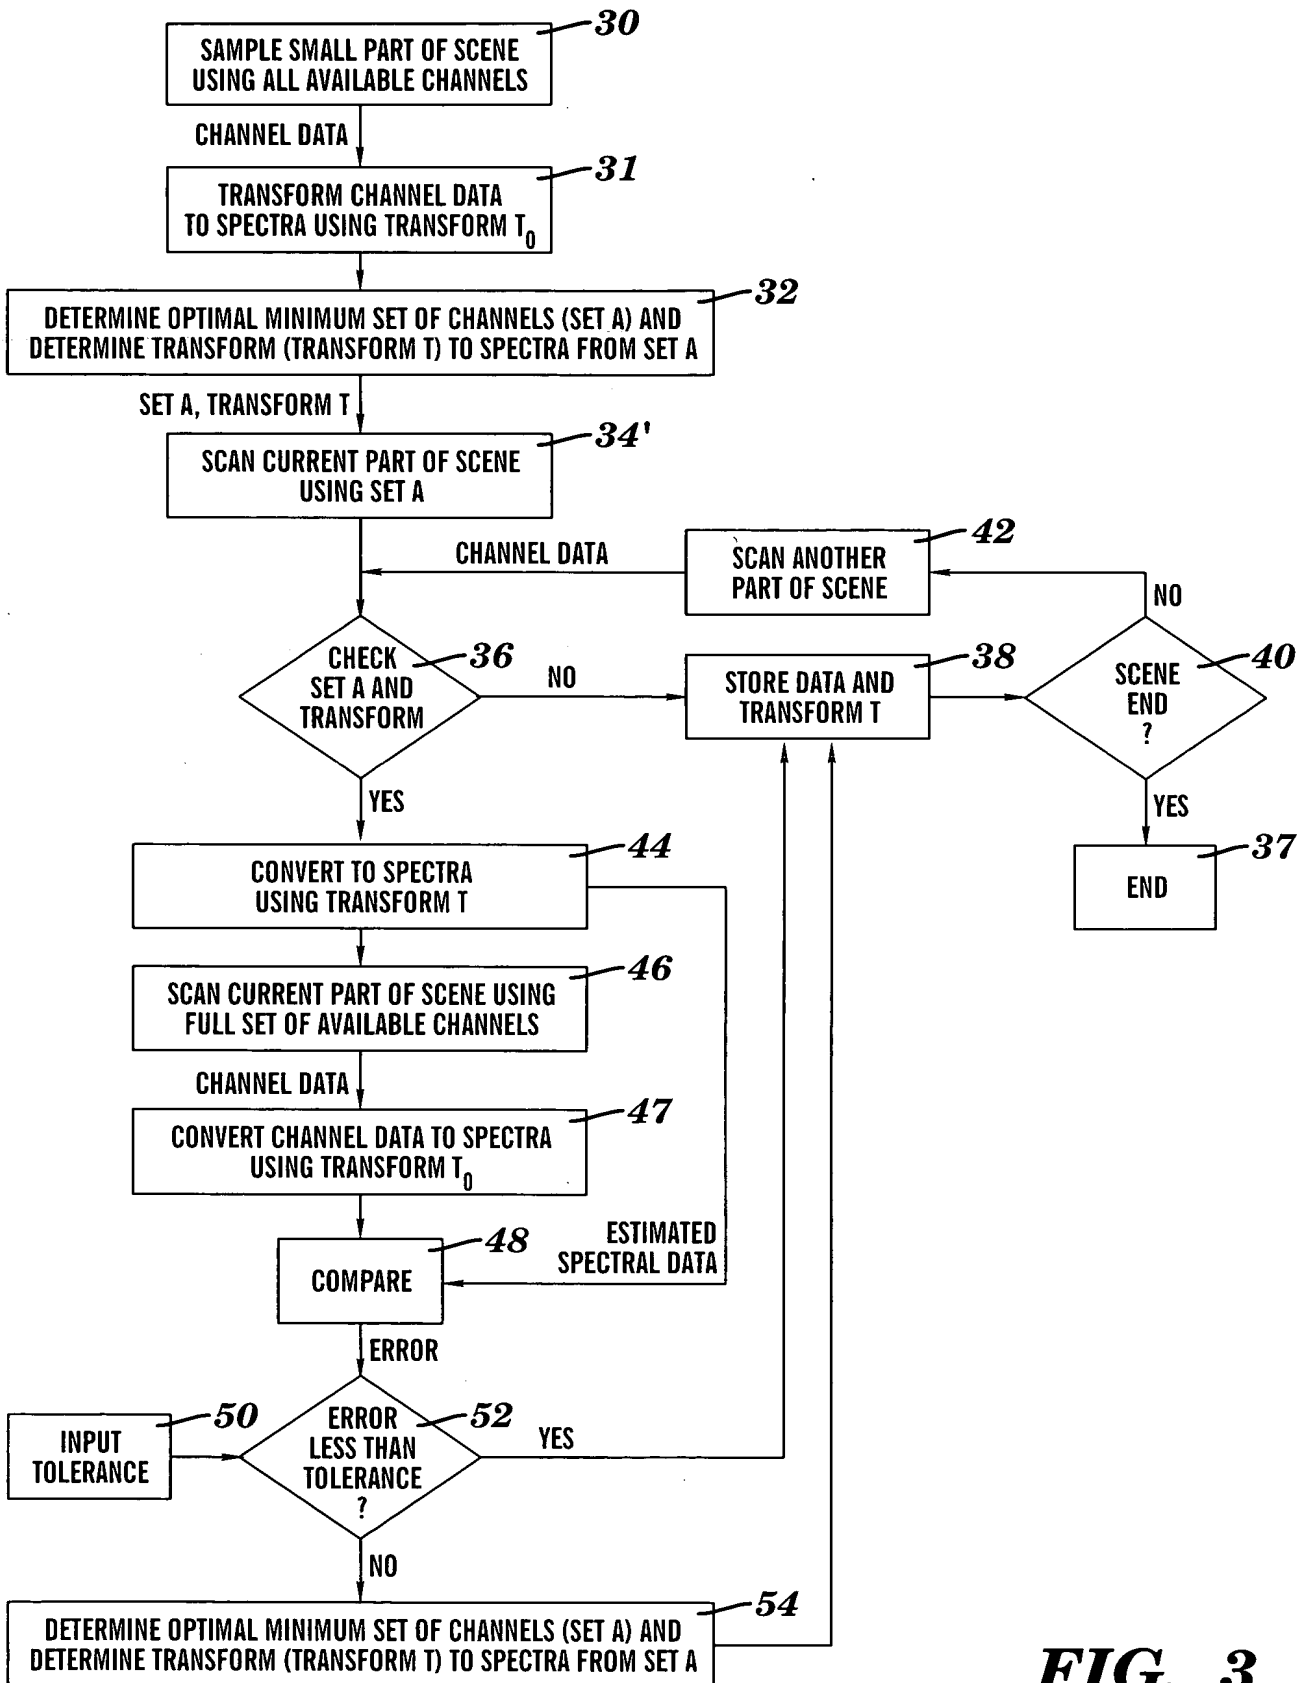 30
SAMPLE SMALL PART OF SCENE
USING ALL AVAILABLE CHANNELS
CHANNEL DATA
31
TRANSFORM CHANNEL DATA
TO SPECTRA USING TRANSFORM T0
32
DETERMINE OPTIMAL MINIMUM SET OF CHANNELS (SET A) AND
DETERMINE TRANSFORM (TRANSFORM T) TO SPECTRA FROM SET A
SET A, TRANSFORM T
34'
SCAN CURRENT PART OF SCENE
USING SET A
42
CHANNEL DATA
SCAN ANOTHER
PART OF SCENE
NO
36
CHECK
SET A AND
TRANSFORM
NO
38
STORE DATA AND
TRANSFORM T
40
SCENE
END
?
YES
YES
37
END
44
CONVERT TO SPECTRA
USING TRANSFORM T
46
SCAN CURRENT PART OF SCENE USING
FULL SET OF AVAILABLE CHANNELS
CHANNEL DATA
47
CONVERT CHANNEL DATA TO SPECTRA
USING TRANSFORM T0
48
COMPARE
ESTIMATED
SPECTRAL DATA
ERROR
50
INPUT
TOLERANCE
52
ERROR
LESS THAN
TOLERANCE
?
YES
NO
54
DETERMINE OPTIMAL MINIMUM SET OF CHANNELS (SET A) AND
DETERMINE TRANSFORM (TRANSFORM T) TO SPECTRA FROM SET A
FIG. 3